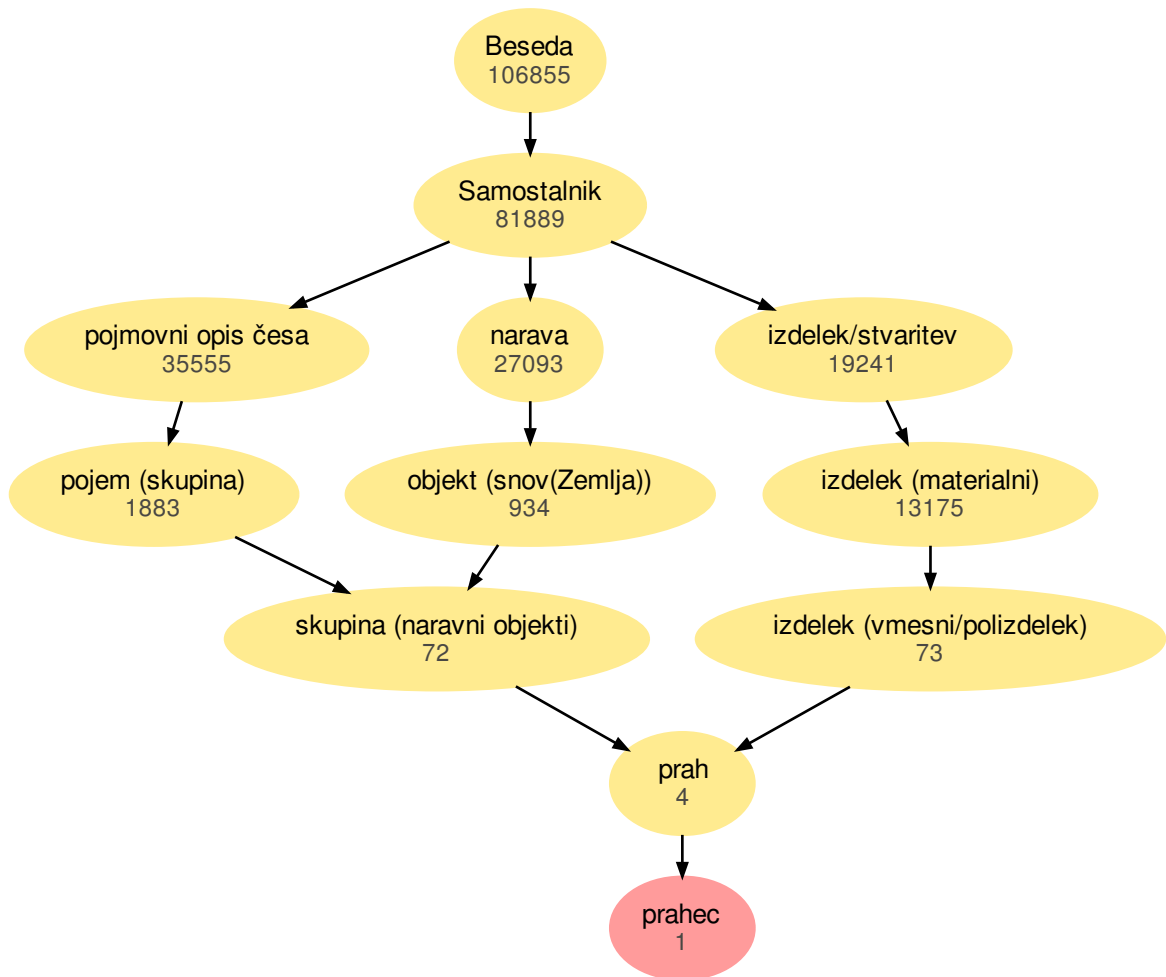 Beseda
106855
Samostalnik
81889
pojmovni opis česa
35555
narava
27093
izdelek/stvaritev
19241
pojem (skupina)
1883
objekt (snov(Zemlja))
934
izdelek (materialni)
13175
skupina (naravni objekti)
72
izdelek (vmesni/polizdelek)
73
prah
4
prahec
1